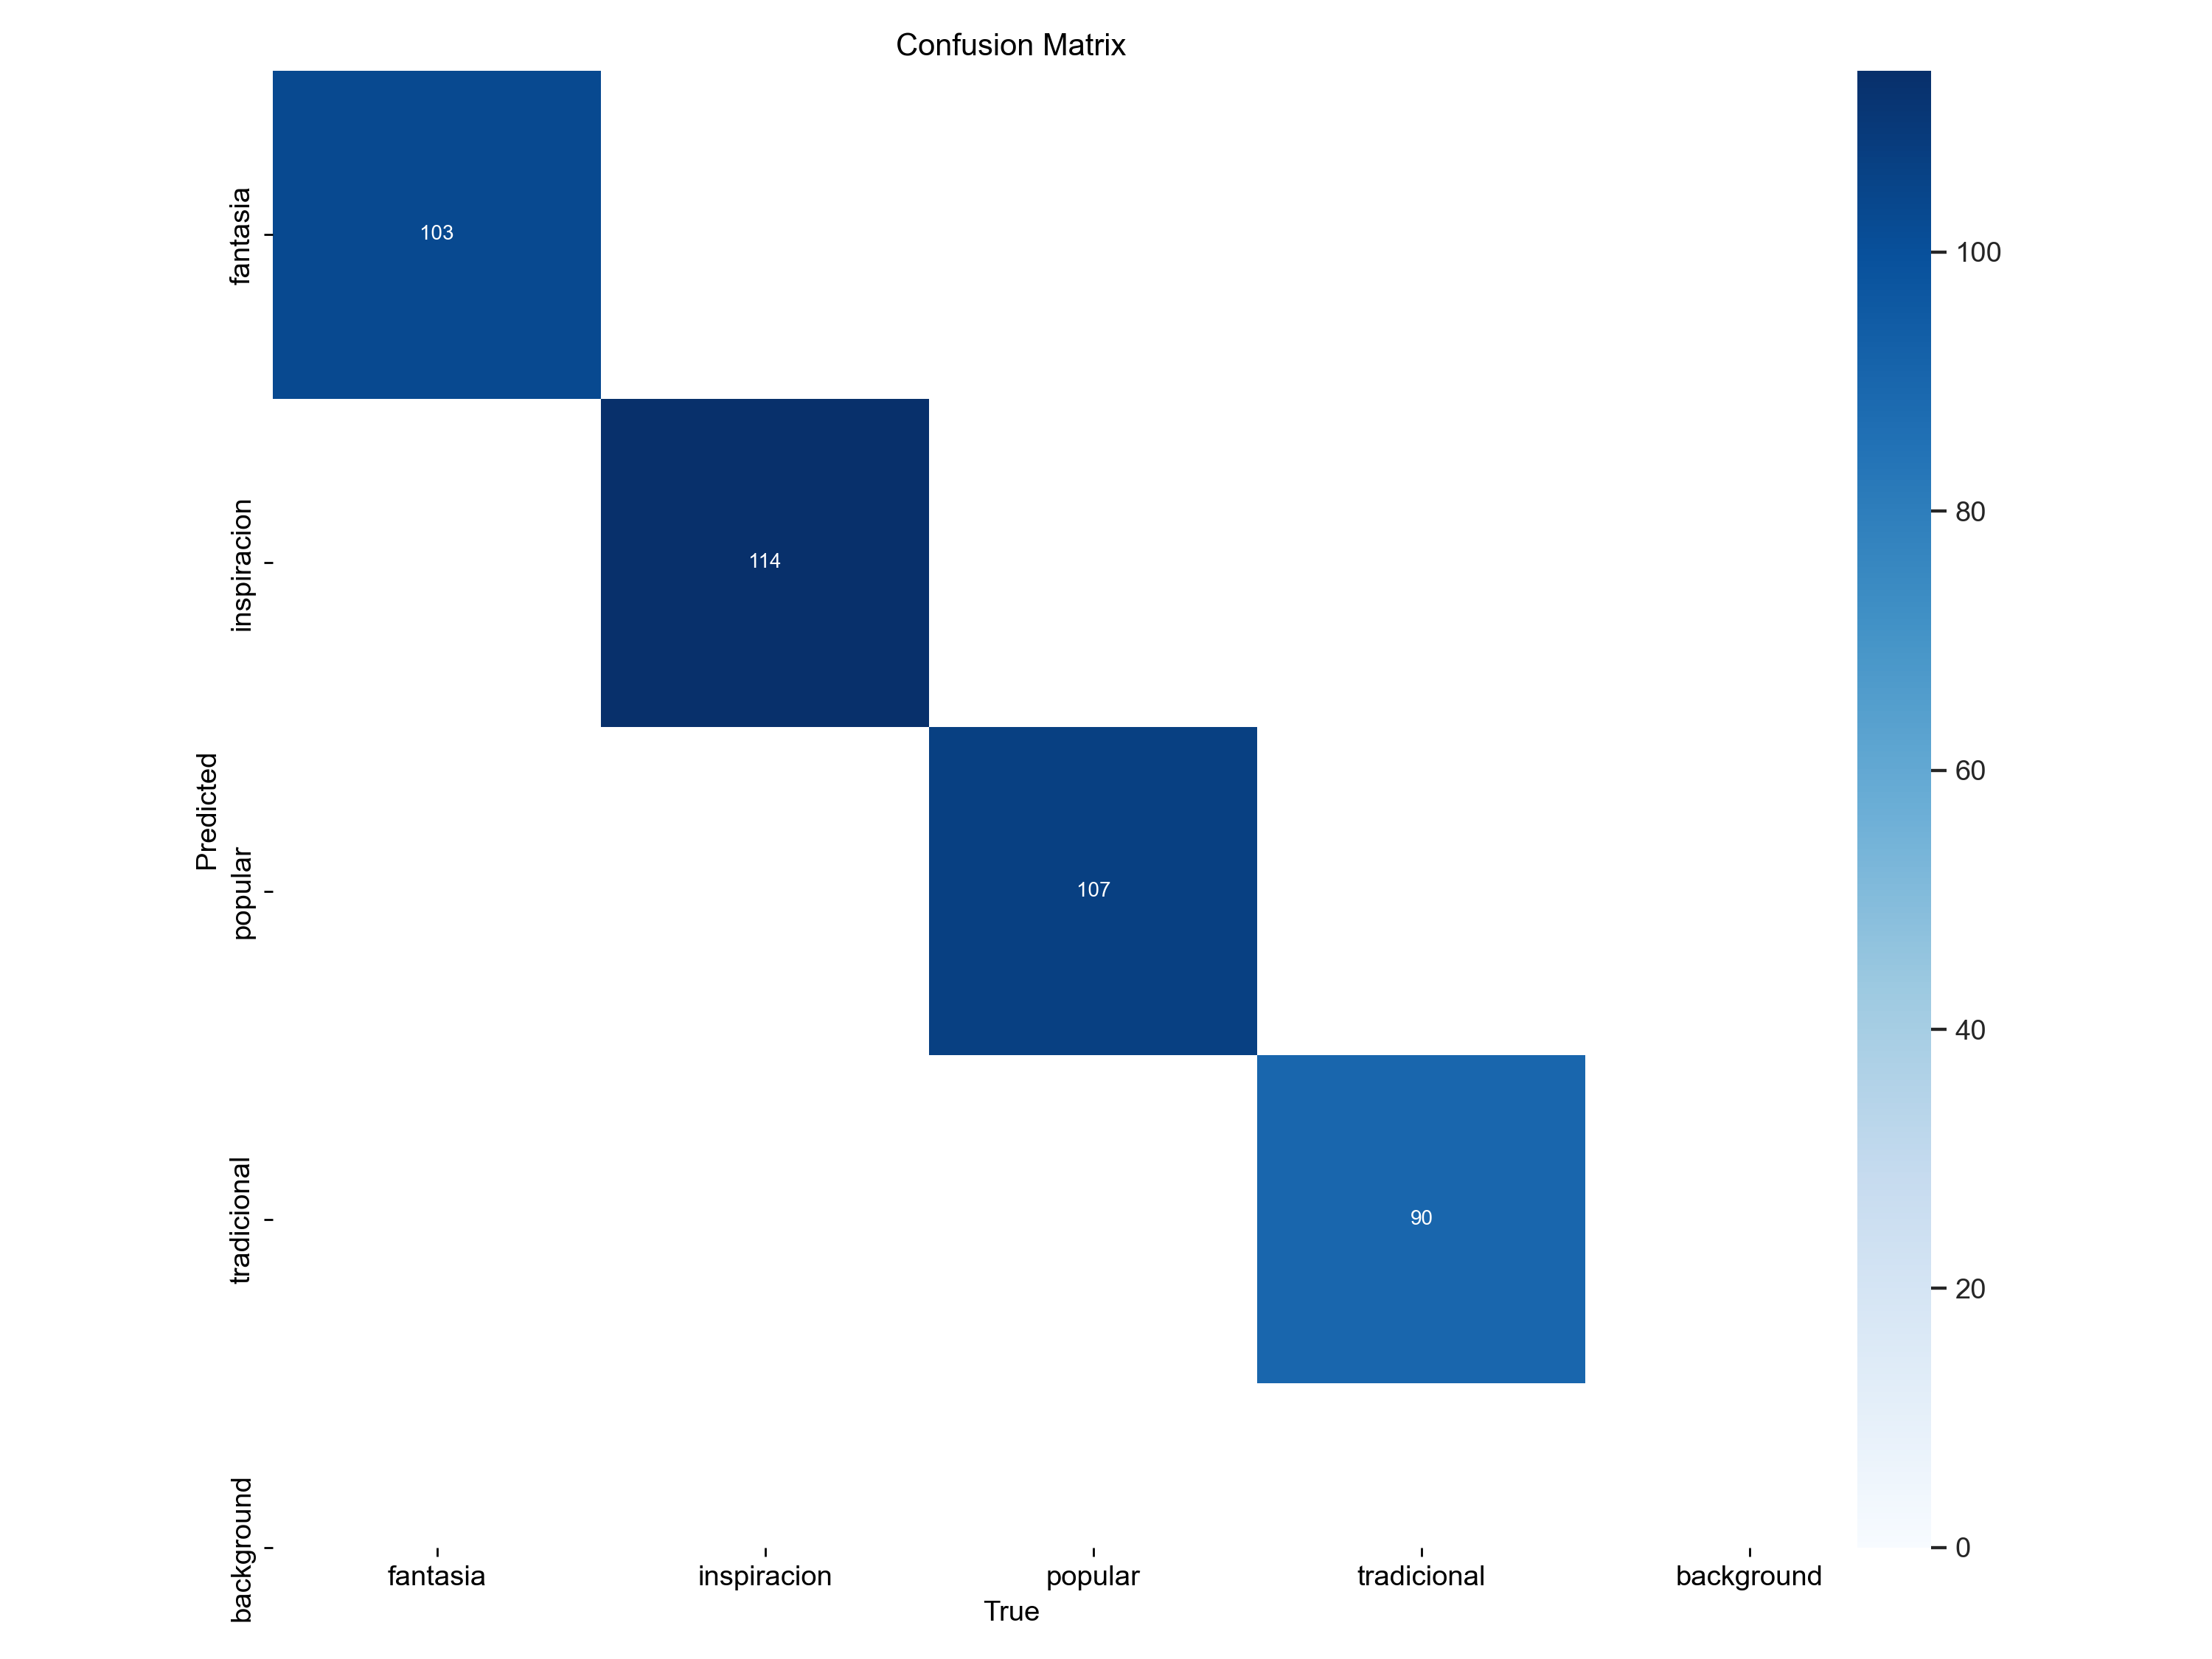 Confusion Matrix
fantasia
103
100
80
inspiracion
114
Predicted
60
popular
107
40
tradicional
90
20
background
0
fantasia inspiracion popular tradicional background
True